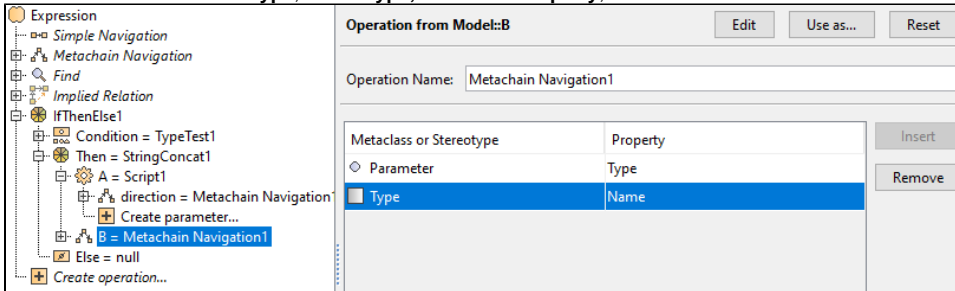 Expression
Simple Navigation
Metachain Navigation
Find
Implied Relation
IfThenElse1
Condition = TypeTest1
Then = StringConcat1
A = Script1
direction = Metachain Navigation1
Create parameter...
B = Metachain Navigation1
Else = null
Create operation...
Operation from Model::B
Edit
Use as...
Reset
Operation Name: Metachain Navigation1
Metaclass or Stereotype Property
Parameter Type
Type Name
Insert
Remove